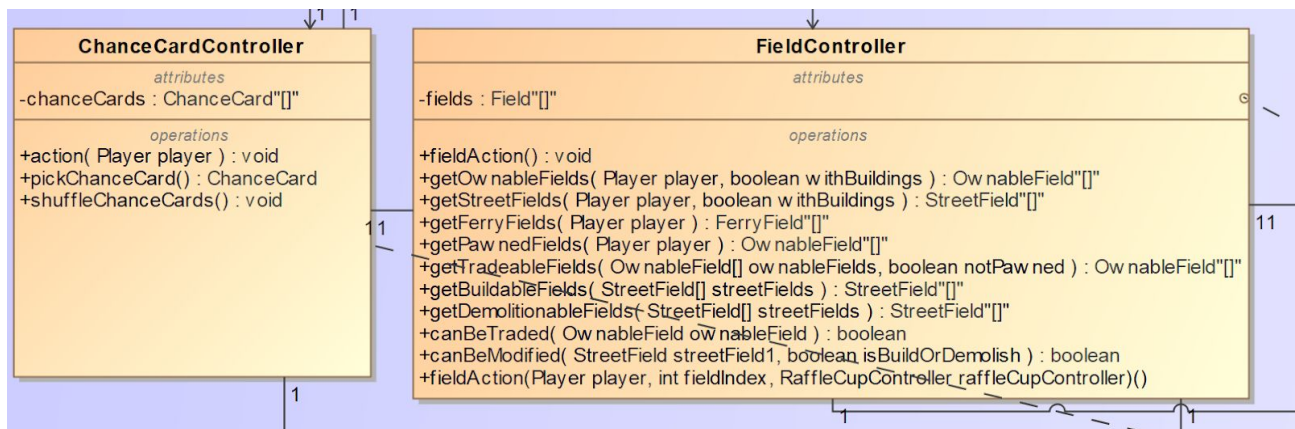 1 1
ChanceCardController
attributes
-chanceCards : ChanceCard"[]"
operations
+action( Player player ) : void
+pickChanceCard() : ChanceCard
+shuffleChanceCards() : void
11
1
FieldController
attributes
-fields : Field"[]"
operations
+fieldAction() : void
+getOwnableFields( Player player, boolean withBuildings ) : OwnableField"[]"
+getStreetFields( Player player, boolean withBuildings ) : StreetField"[]"
+getFerryFields( Player player ) : FerryField"[]"
+getPawnedFields( Player player ) : OwnableField"[]"
+getTradeableFields( OwnableField[] ownableFields, boolean notPawned ) : OwnableField"[]"
+getBuildableFields( StreetField[] streetFields ) : StreetField"[]"
+getDemolitionableFields( StreetField[] streetFields ) : StreetField"[]"
+canBeTraded( OwnableField ownableField ) : boolean
+canBeModified( StreetField streetField1, boolean isBuildOrDemolish ) : boolean
+fieldAction(Player player, int fieldIndex, RaffleCupController raffleCupController)()
11
1
1